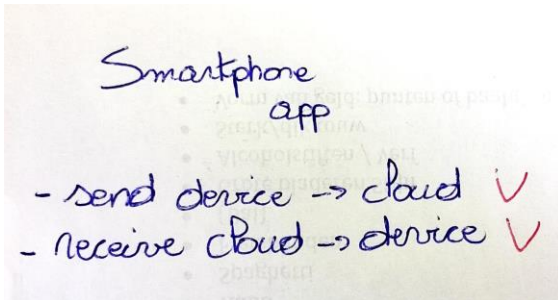 Smartphone
app
- send device -> cloud ✓
- receive cloud -> device ✓